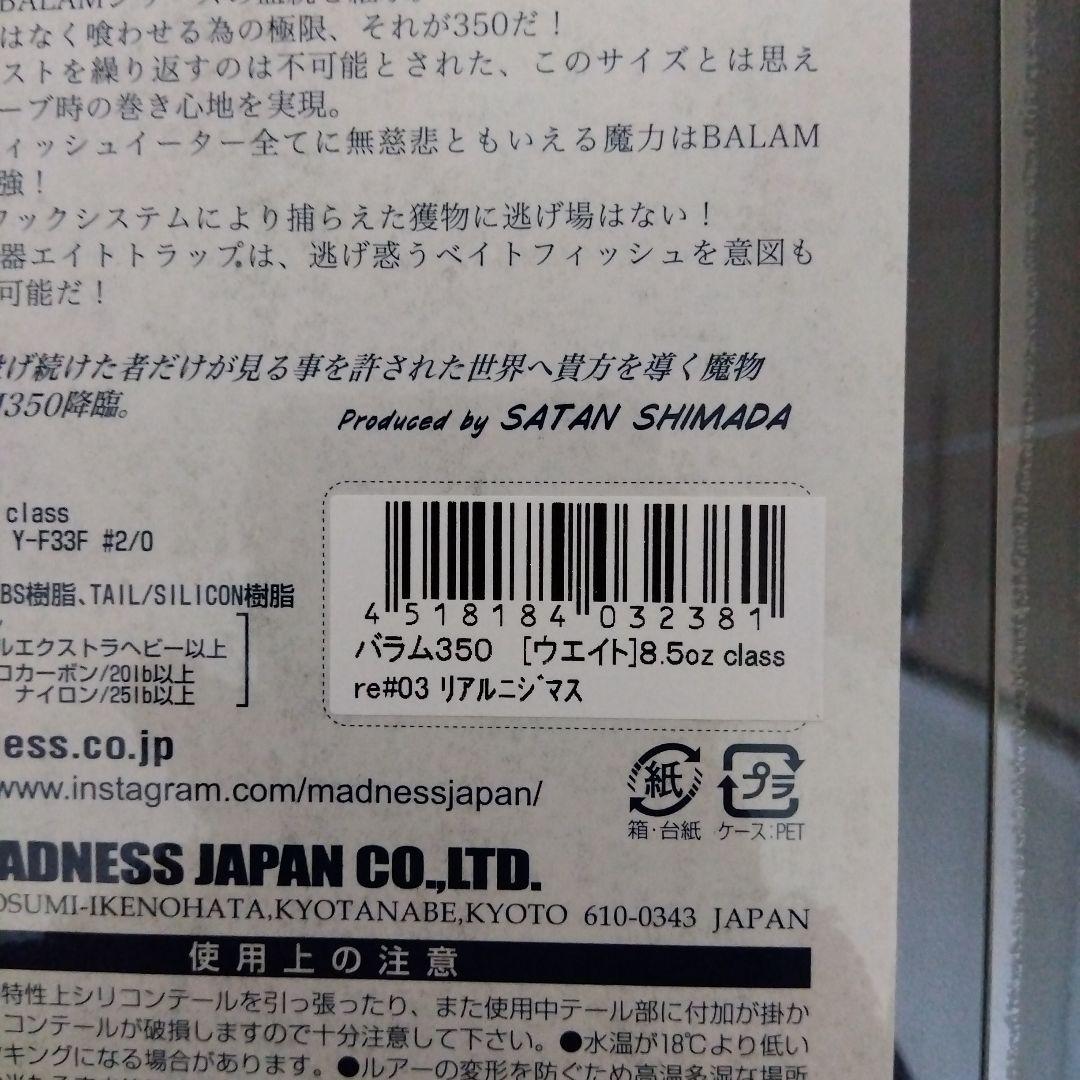 はなく喰わせる為の極限、それが350だ!
ストを繰り返すのは不可能とされた、このサイズとは思え
ーブ時の巻き心地を実現。
ィッシュイーター全てに無慈悲ともいえる魔力はBALAM
強!
フックシステムにより捕らえた獲物に逃げ場はない!
器エイトトラップは、逃げ惑うベイトフィッシュを意図も
可能だ!
げ続けた者だけが見る事を許された世界へ貴方を導く魔物
350降臨。
Produced by SATAN SHIMADA
class
Y-F33F #2/0
BS樹脂、TAIL/SILICON樹脂
ルエクストラヘビー以上
ロカーボン/20lb以上
ナイロン/25lb以上
4 518184 032381
バラム350 [ウエイト]8.5oz class
re#03 リアルニジマス
ess.co.jp
www.instagram.com/madnessjapan/
紙
プラ
箱・台紙 ケース:PET
ADNESS JAPAN CO.,LTD.
OSUMI-IKENOHATA,KYOTANABE,KYOTO 610-0343 JAPAN
使用上の注意
特性上シリコンテールを引っ張ったり、また使用中テール部に付加が掛か
コンテールが破損しますので十分注意して下さい。●水温が18℃より低い
キングになる場合があります。●ルアーの変形を防ぐため高温多湿な場所